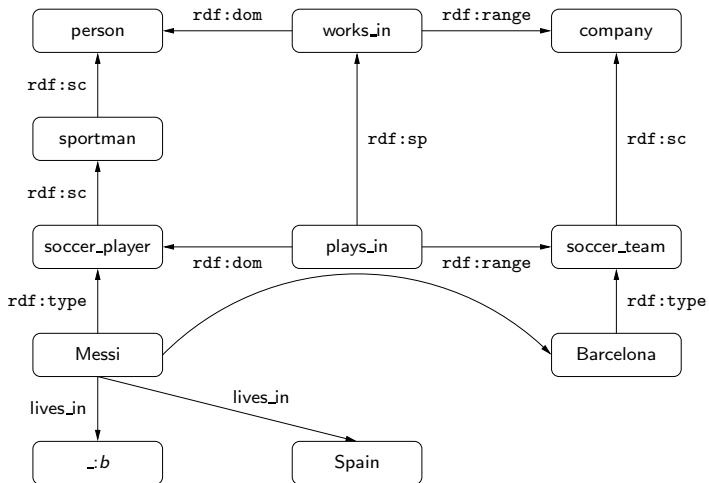 person
rdf:dom
works_in
rdf:range
company
rdf:sc
sportman
rdf:sp
rdf:sc
rdf:sc
soccer_player
rdf:dom
plays_in
rdf:range
soccer_team
rdf:type
rdf:type
Messi
Barcelona
lives_in
lives_in
_:b
Spain